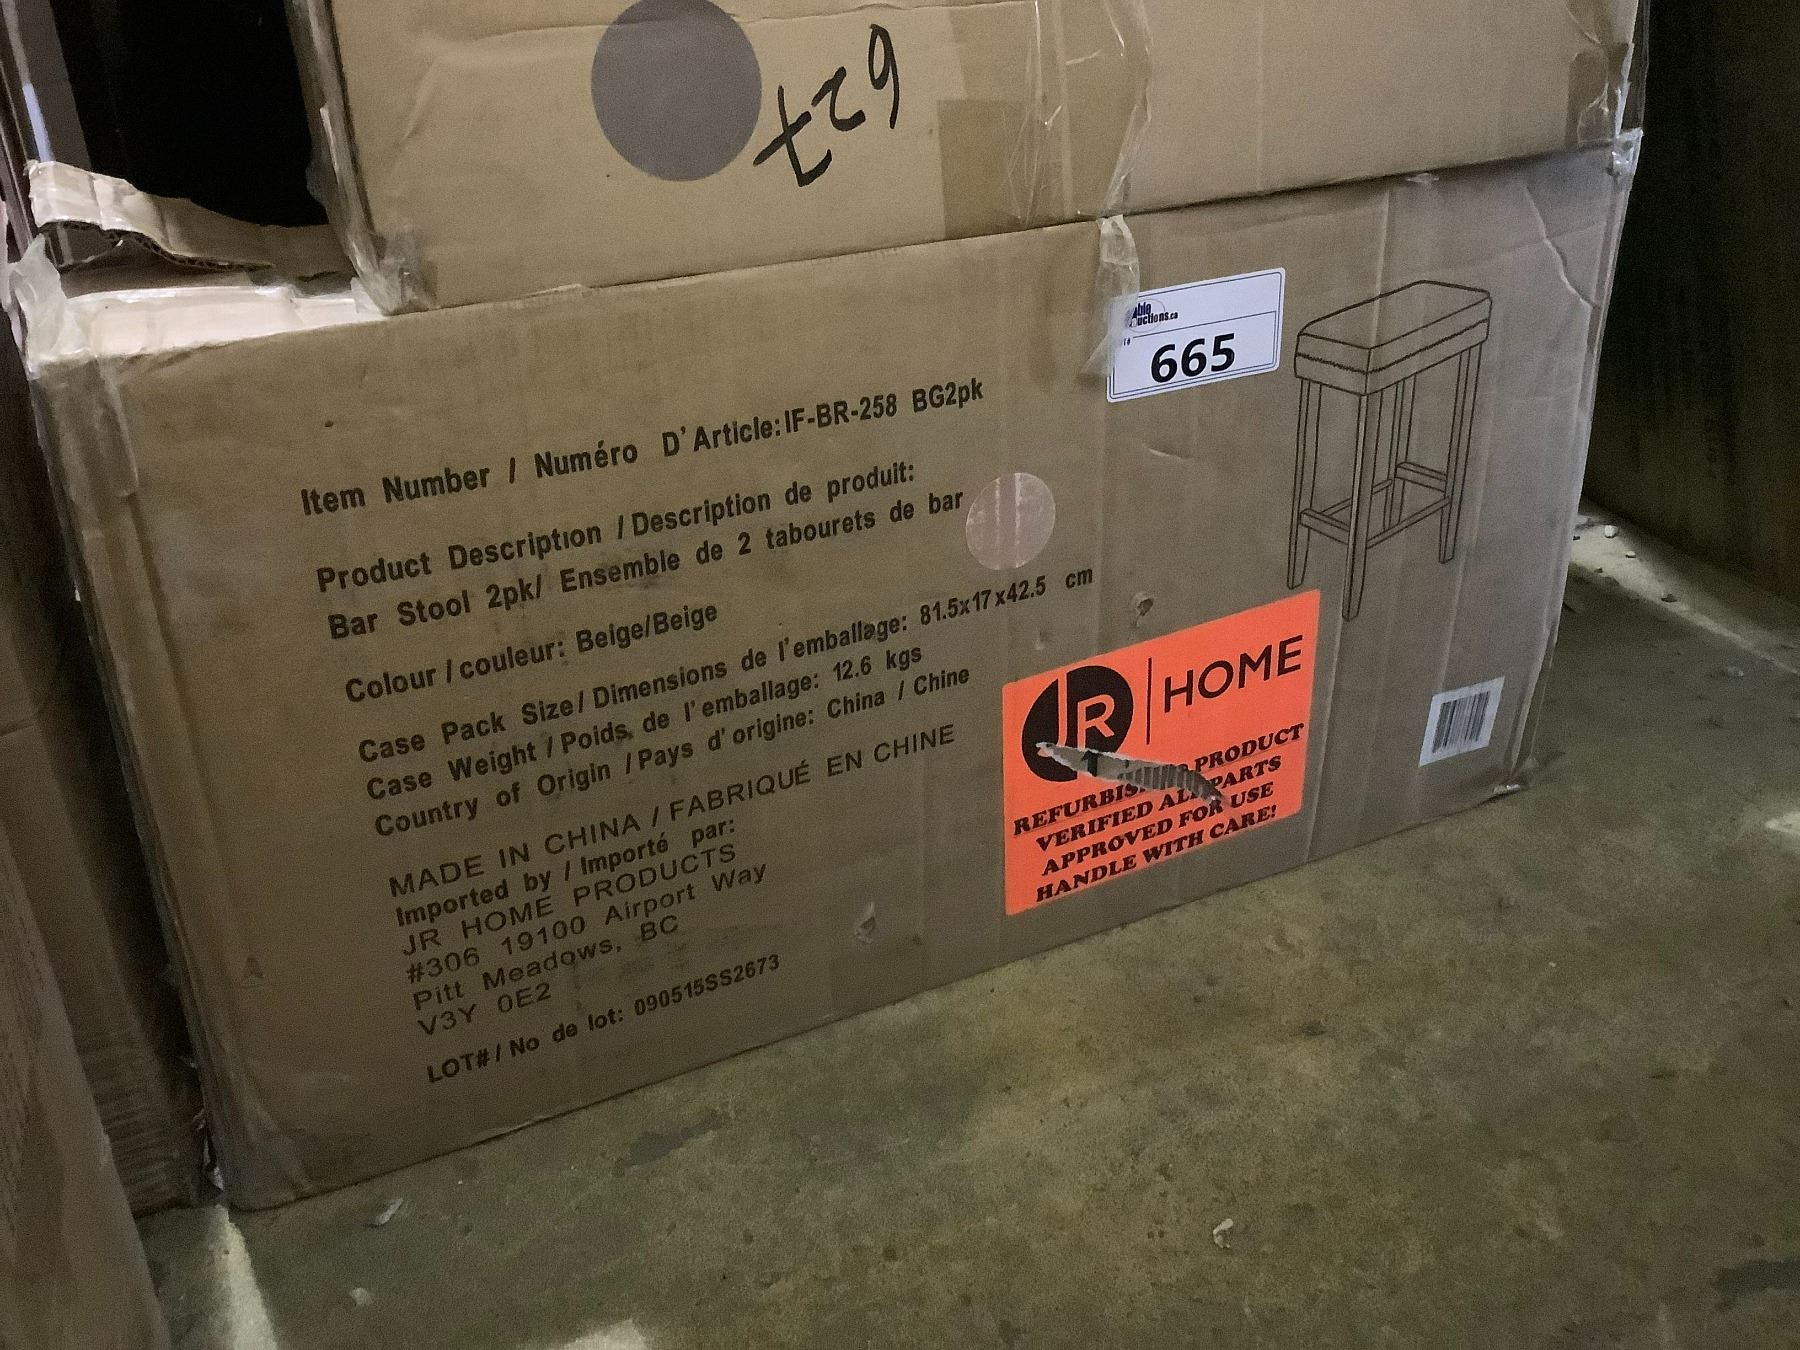 627
able
auctions.ca
665
Item Number / Numéro D'Article:IF-BR-258 BG2pk
Product Description / Description de produit:
Bar Stool 2pk/ Ensemble de 2 tabourets de bar
Colour / couleur: Beige/Beige
Case Pack Size/ Dimensions de l'emballage: 81.5x17x42.5 cm
Case Weight / Poids de l'emballage: 12.6 kgs
Country of Origin / Pays d'origine: China / Chine
MADE IN CHINA / FABRIQUÉ EN CHINE
Imported by / Importé par:
JR HOME PRODUCTS
#306 19100 Airport Way
Pitt Meadows, BC
V3Y 0E2
LOT#/ No de lot: 090515SS2673
JR HOME
PRODUCT
VERIFIED PARTS
APPROVED FOR USE
HANDLE WITH CARE!